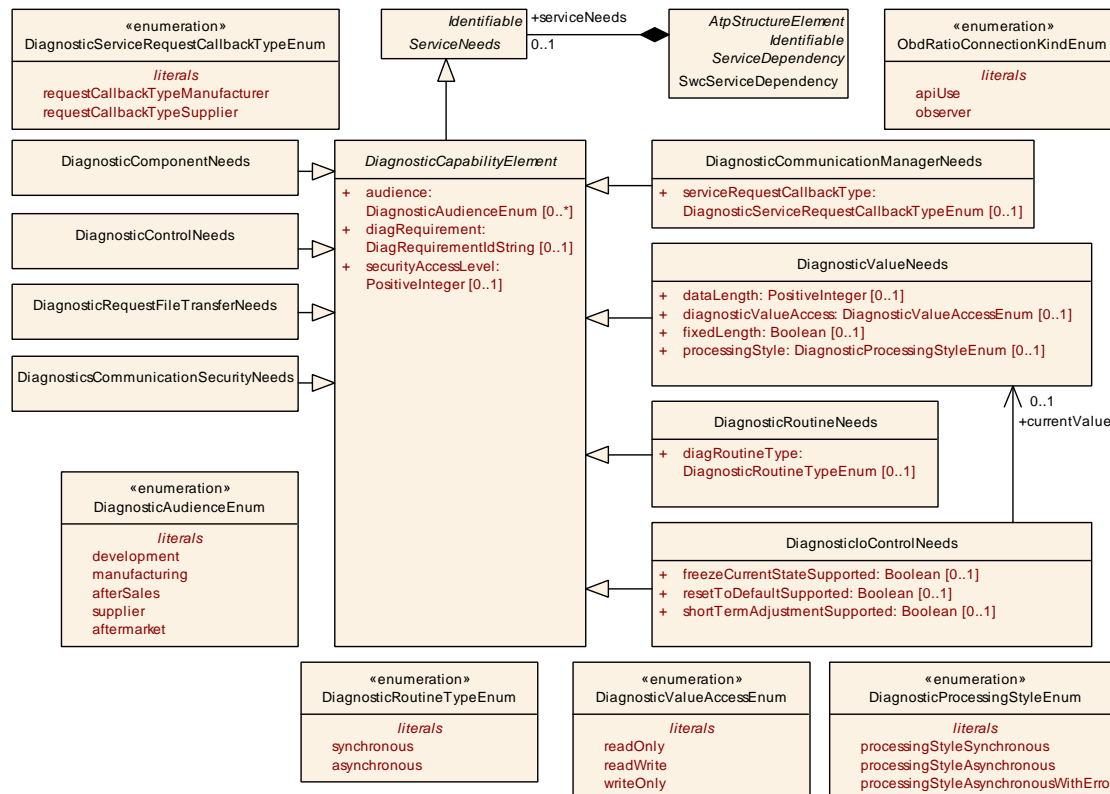 «enumeration»
DiagnosticServiceRequestCallbackTypeEnum
literals
requestCallbackTypeManufacturer
requestCallbackTypeSupplier
Identifiable
ServiceNeeds
+serviceNeeds
0..1
AtpStructureElement
Identifiable
ServiceDependency
SwcServiceDependency
«enumeration»
ObdRatioConnectionKindEnum
literals
apiUse
observer
DiagnosticComponentNeeds
DiagnosticControlNeeds
DiagnosticRequestFileTransferNeeds
DiagnosticsCommunicationSecurityNeeds
DiagnosticCapabilityElement
+ audience:
DiagnosticAudienceEnum [0..*]
+ diagRequirement:
DiagRequirementIdString [0..1]
+ securityAccessLevel:
PositiveInteger [0..1]
DiagnosticCommunicationManagerNeeds
+ serviceRequestCallbackType:
DiagnosticServiceRequestCallbackTypeEnum [0..1]
DiagnosticValueNeeds
+ dataLength: PositiveInteger [0..1]
+ diagnosticValueAccess: DiagnosticValueAccessEnum [0..1]
+ fixedLength: Boolean [0..1]
+ processingStyle: DiagnosticProcessingStyleEnum [0..1]
0..1
+currentValue
DiagnosticRoutineNeeds
+ diagRoutineType:
DiagnosticRoutineTypeEnum [0..1]
DiagnosticIoControlNeeds
+ freezeCurrentStateSupported: Boolean [0..1]
+ resetToDefaultSupported: Boolean [0..1]
+ shortTermAdjustmentSupported: Boolean [0..1]
«enumeration»
DiagnosticAudienceEnum
literals
development
manufacturing
afterSales
supplier
aftermarket
«enumeration»
DiagnosticRoutineTypeEnum
literals
synchronous
asynchronous
«enumeration»
DiagnosticValueAccessEnum
literals
readOnly
readWrite
writeOnly
«enumeration»
DiagnosticProcessingStyleEnum
literals
processingStyleSynchronous
processingStyleAsynchronous
processingStyleAsynchronousWithErro